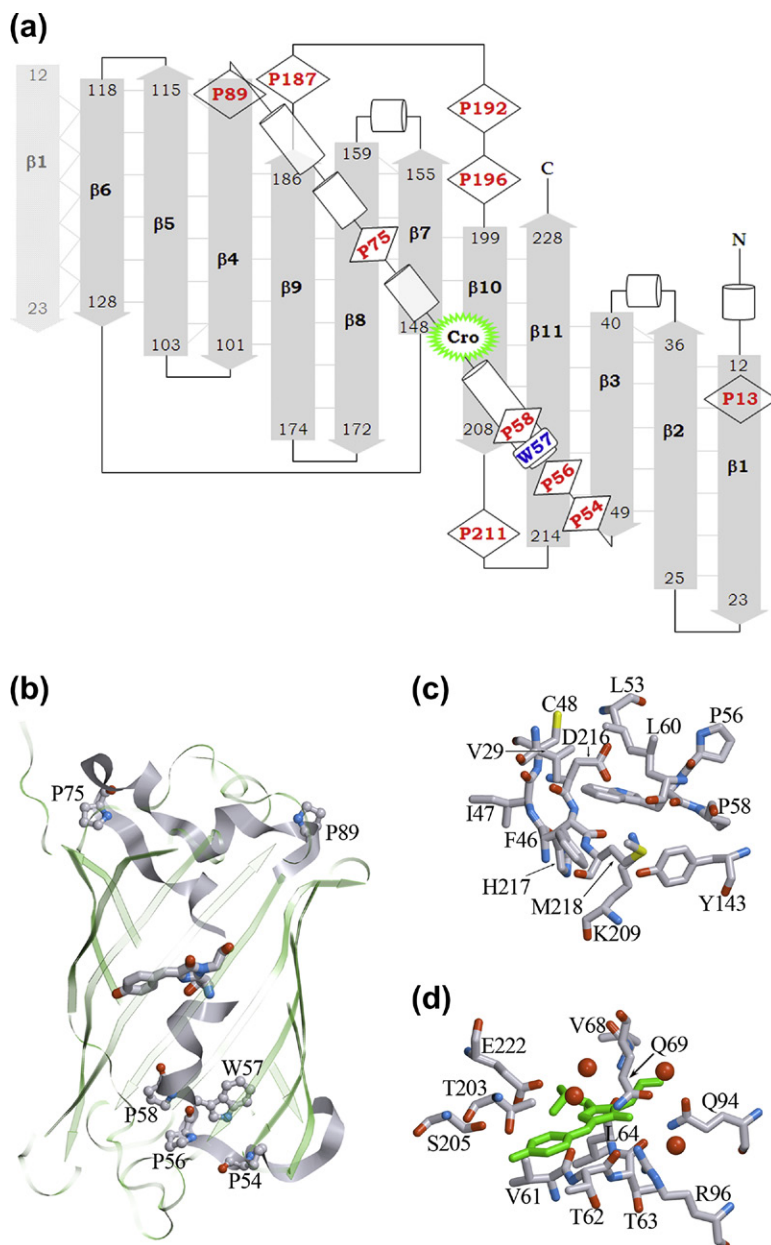 (a)
12 118 115 P89 P187 P192
P196
159 155 C
186 199 228 N
β1 β6 β5 β4 P75 β7
β9 β8 β10 β11 40 36 12
23 128 148 Cro β3 P13
103 101 β2 β1
174 172 208 P58
W57
P56
P54 49
P211 214
25 23
(b)
P75
P89
P58
W57
P56
P54
(c)
L53
C48
L60 P56
V29 D216
P58
I47
F46
H217
M218
Y143
K209
(d)
V68
E222 Q69
T203
Q94
S205
L64
V61
T62 T63 R96